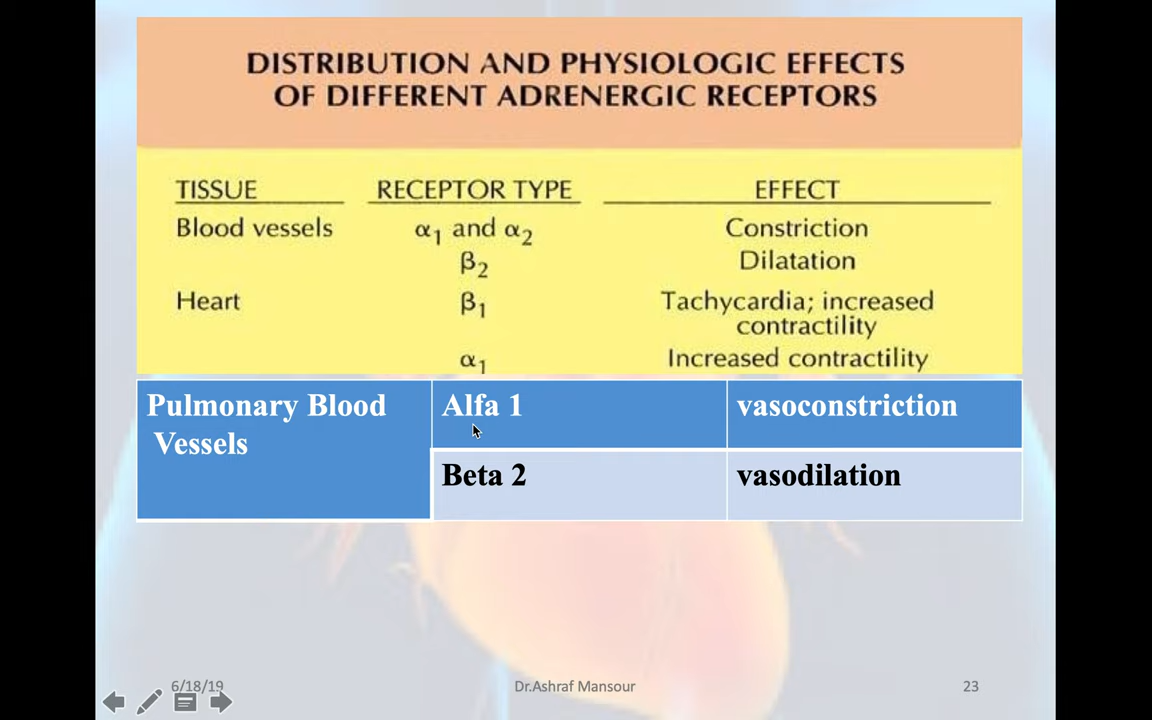 DISTRIBUTION AND PHYSIOLOGIC EFFECTS
OF DIFFERENT ADRENERGIC RECEPTORS
TISSUE RECEPTOR TYPE EFFECT
Blood vessels α₁ and α₂ Constriction
β₂ Dilatation
Heart β₁ Tachycardia; increased
contractility
α₁ Increased contractility
Pulmonary Blood Alfa 1 vasoconstriction
Vessels
Beta 2 vasodilation
6/18/19 Dr.Ashraf Mansour 23